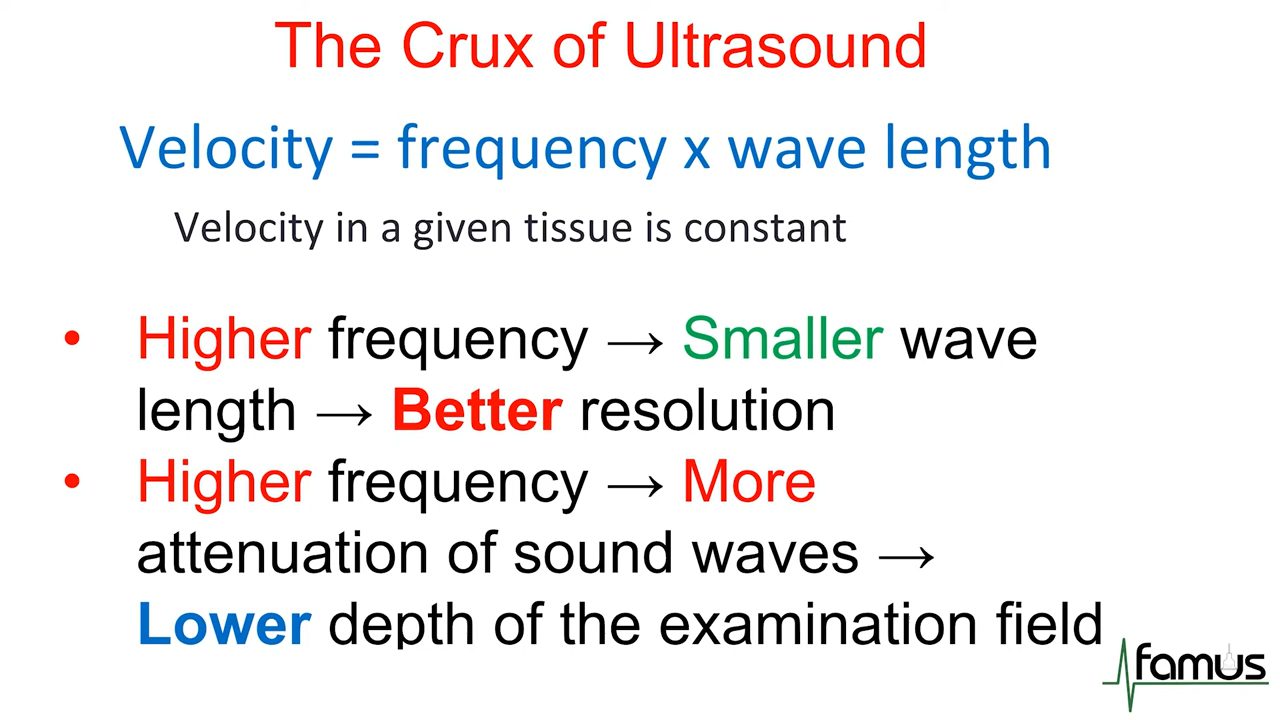 The Crux of Ultrasound
Velocity = frequency x wave length
Velocity in a given tissue is constant
• Higher frequency → Smaller wave
length → Better resolution
• Higher frequency → More
attenuation of sound waves →
Lower depth of the examination field
famus